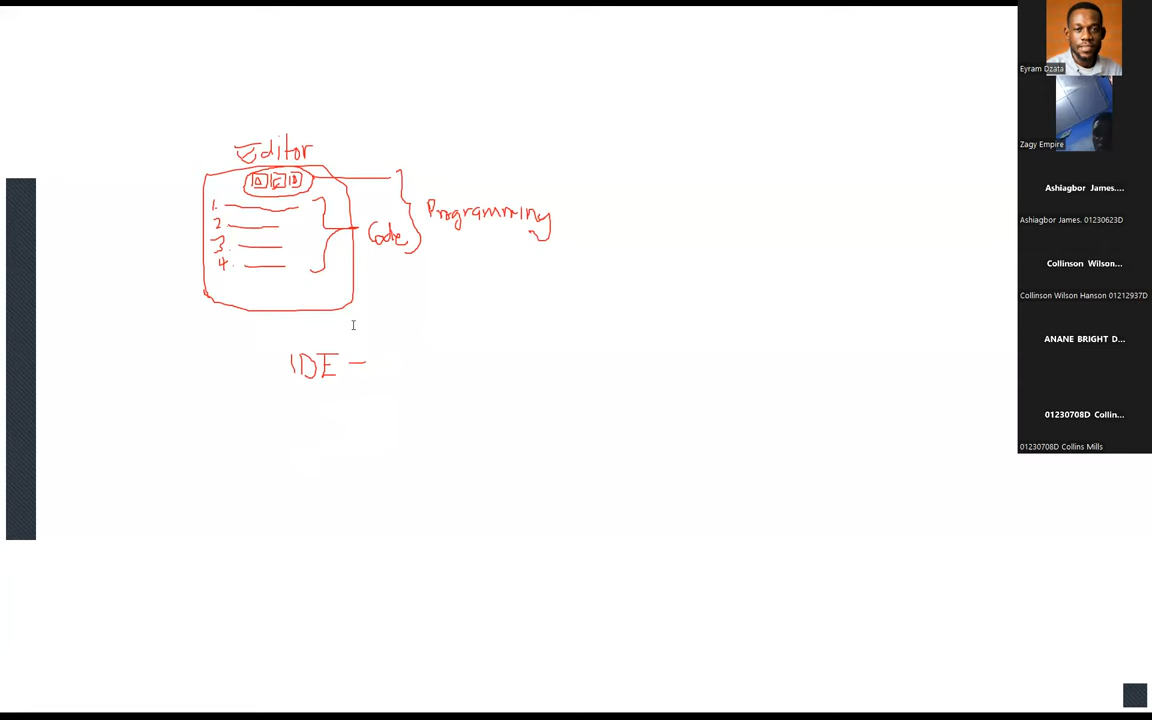 Editor
1.
2
3.
4.
Code
Programming
IDE -
Eyram Dzata
Zagy Empire
Ashiagbor James....
Ashiagbor James. 01230623D
Collinson Wilson...
Collinson Wilson Hanson 01212937D
ANANE BRIGHT D...
01230708D Collin...
01230708D Collins Mills